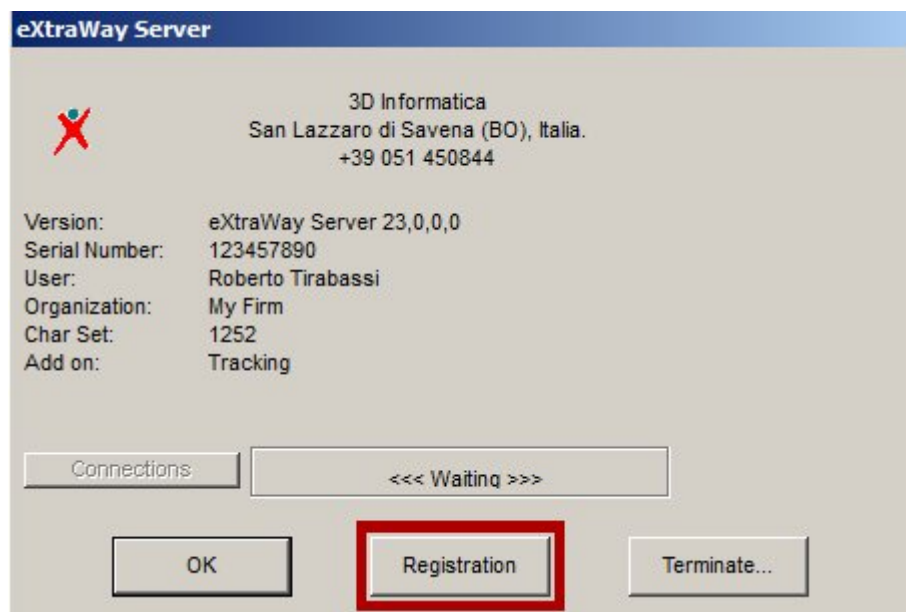 eXtraWay Server
3D Informatica
San Lazzaro di Savena (BO), Italia.
+39 051 450844
Version: eXtraWay Server 23,0,0,0
Serial Number: 123457890
User: Roberto Tirabassi
Organization: My Firm
Char Set: 1252
Add on: Tracking
Connections <<< Waiting >>>
OK Registration Terminate...